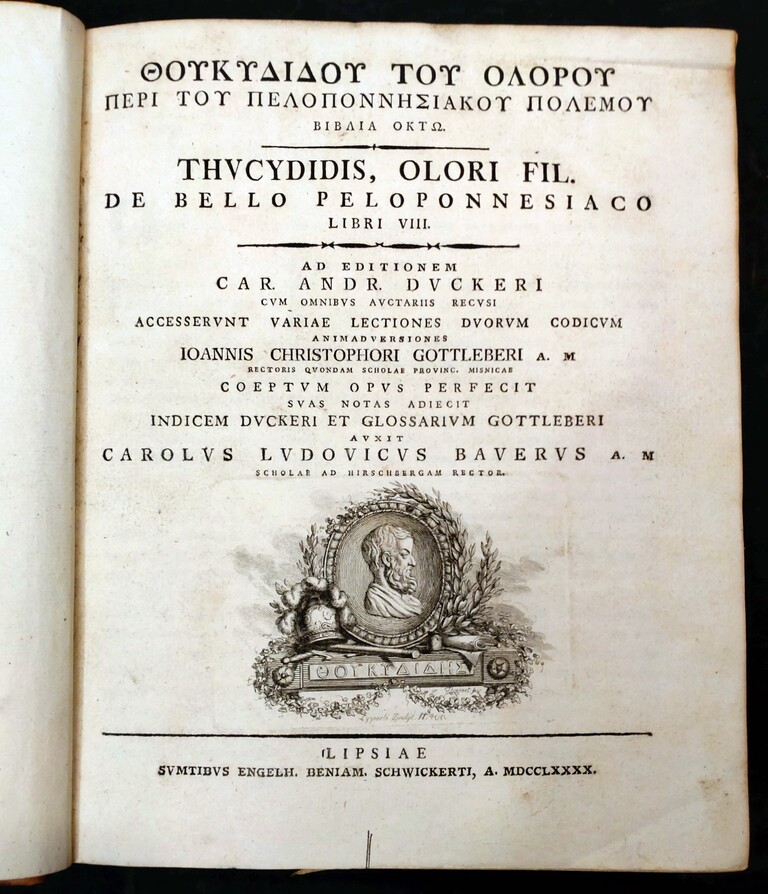 ΘΟΥΚΥΔΙΔΟΥ ΤΟΥ ΟΛΟΡΟΥ
ΠΕΡΙ ΤΟΥ ΠΕΛΟΠΟΝΝΗΣΙΑΚΟΥ ΠΟΛΕΜΟΥ
ΒΙΒΛΙΑ ΟΚΤΩ.
THVCYDIDIS, OLORI FIL.
DE BELLO PELOPONNESIACO
LIBRI VIII.
AD EDITIONEM
CAR. ANDR. DVCKERI
CVM OMNIBVS AVCTARIIS RECVSI
ACCESSERVNT VARIAE LECTIONES DVORVM CODICVM
ANIMADVERSIONES
IOANNIS CHRISTOPHORI GOTTLEBERI A. M
RECTORIS QVONDAM SCHOLAE PROVINC. MISNICAE
COEPTVM OPVS PERFECIT
SVAS NOTAS ADIECIT
INDICEM DVCKERI ET GLOSSARIVM GOTTLEBERI
AVXIT
CAROLVS LVDOVICVS BAVERVS A. M
SCHOLAE AD HIRSCHBERGAM RECTOR.
ΘΟΥΚΥΔΙΔΗΣ
LIPSIAE
SVMTIBVS ENGELH. BENIAM. SCHWICKERTI, A. MDCCLXXXX.